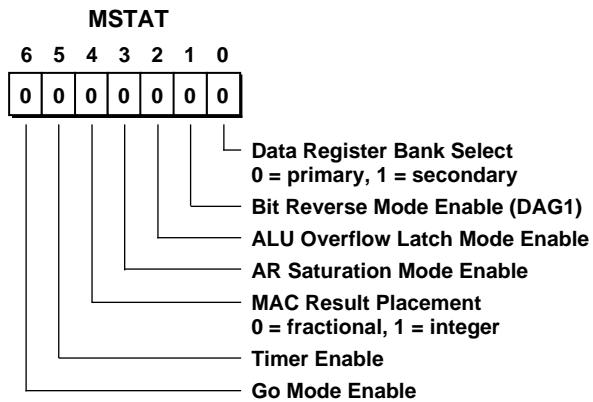 MSTAT
6 5 4 3 2 1 0
0 0 0 0 0 0 0
Data Register Bank Select
0 = primary, 1 = secondary
Bit Reverse Mode Enable (DAG1)
ALU Overflow Latch Mode Enable
AR Saturation Mode Enable
MAC Result Placement
0 = fractional, 1 = integer
Timer Enable
Go Mode Enable